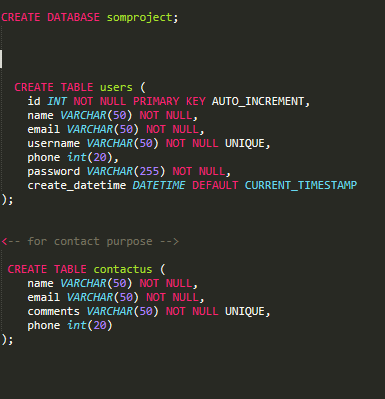 CREATE DATABASE somproject;
CREATE TABLE users (
id INT NOT NULL PRIMARY KEY AUTO_INCREMENT,
name VARCHAR(50) NOT NULL,
email VARCHAR(50) NOT NULL,
username VARCHAR(50) NOT NULL UNIQUE,
phone int(20),
password VARCHAR(255) NOT NULL,
create_datetime DATETIME DEFAULT CURRENT_TIMESTAMP
);
<-- for contact purpose -->
CREATE TABLE contactus (
name VARCHAR(50) NOT NULL,
email VARCHAR(50) NOT NULL,
comments VARCHAR(50) NOT NULL UNIQUE,
phone int(20)
);